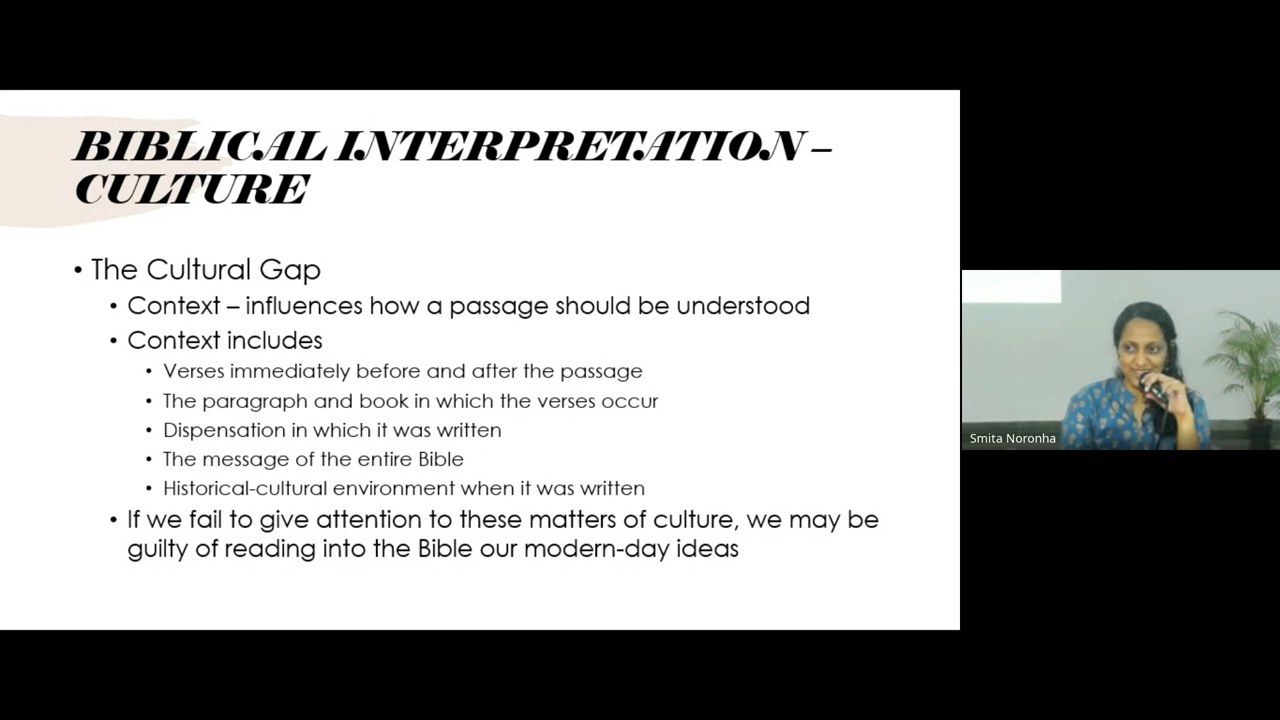 BIBLICAL INTERPRETATION –
CULTURE
• The Cultural Gap
• Context – influences how a passage should be understood
• Context includes
• Verses immediately before and after the passage
• The paragraph and book in which the verses occur
• Dispensation in which it was written
• The message of the entire Bible
• Historical-cultural environment when it was written
• If we fail to give attention to these matters of culture, we may be
guilty of reading into the Bible our modern-day ideas
Smita Noronha